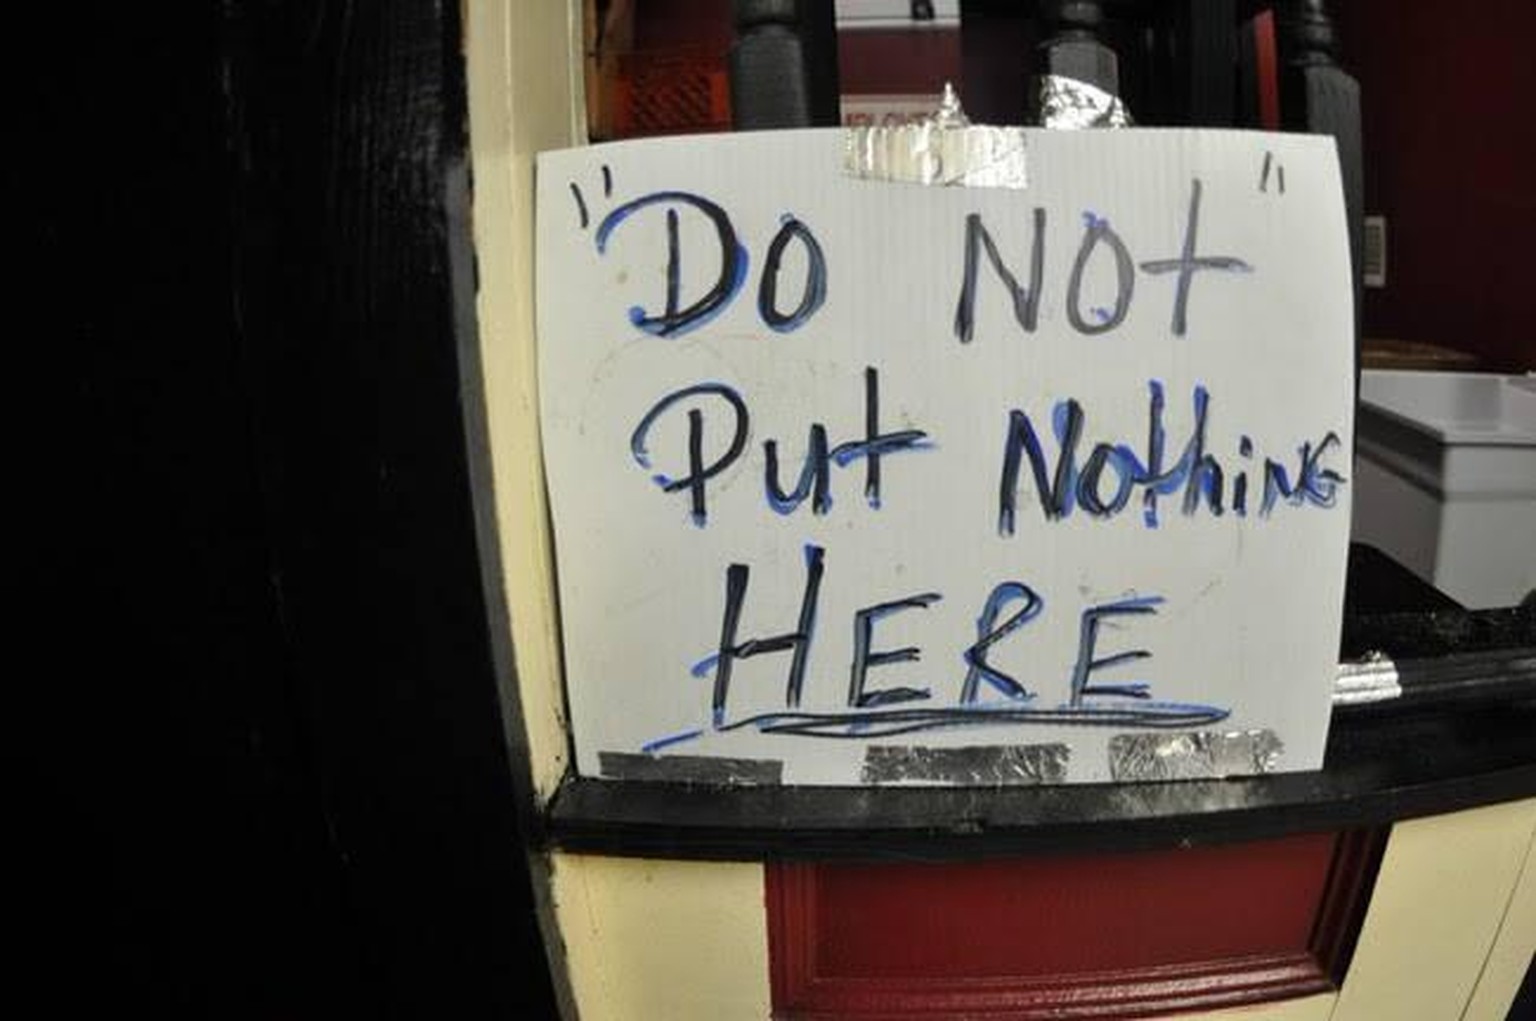 "DO NOt"
Put NothiNG
HERE